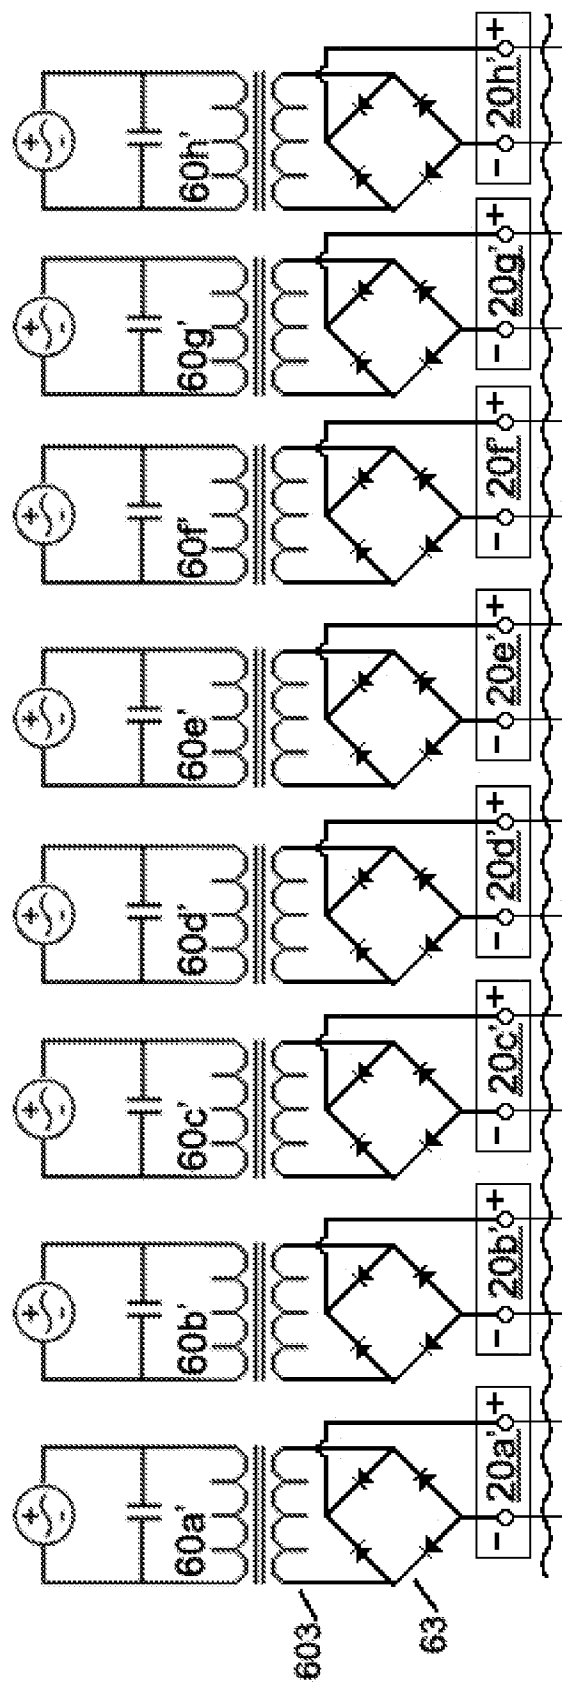 60a'
60b'
60c'
60d'
60e'
60f'
60g'
60h'
603
63
+
20a'
-
+
20b'
-
+
20c'
-
+
20d'
-
+
20e'
-
+
20f'
-
+
20g'
-
+
20h'
-